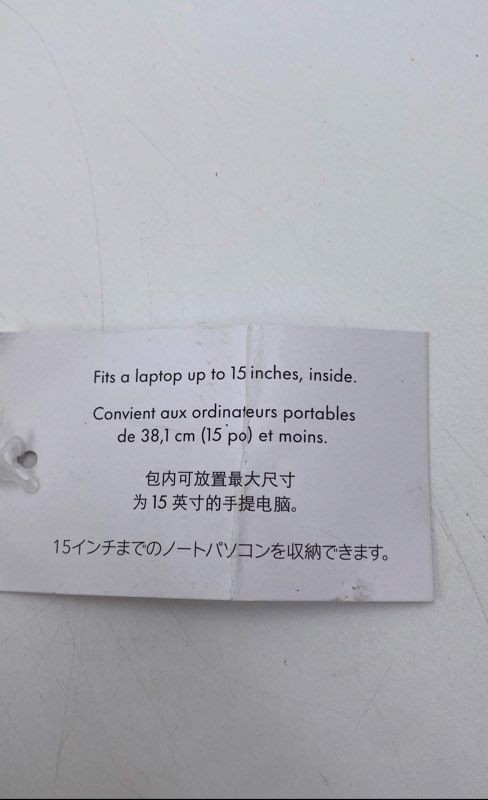 Fits a laptop up to 15 inches, inside.
Convient aux ordinateurs portables
de 38,1 cm (15 po) et moins.
包内可放置最大尺寸
为 15 英寸的手提电脑。
15インチまでのノートパソコンを収納できます。